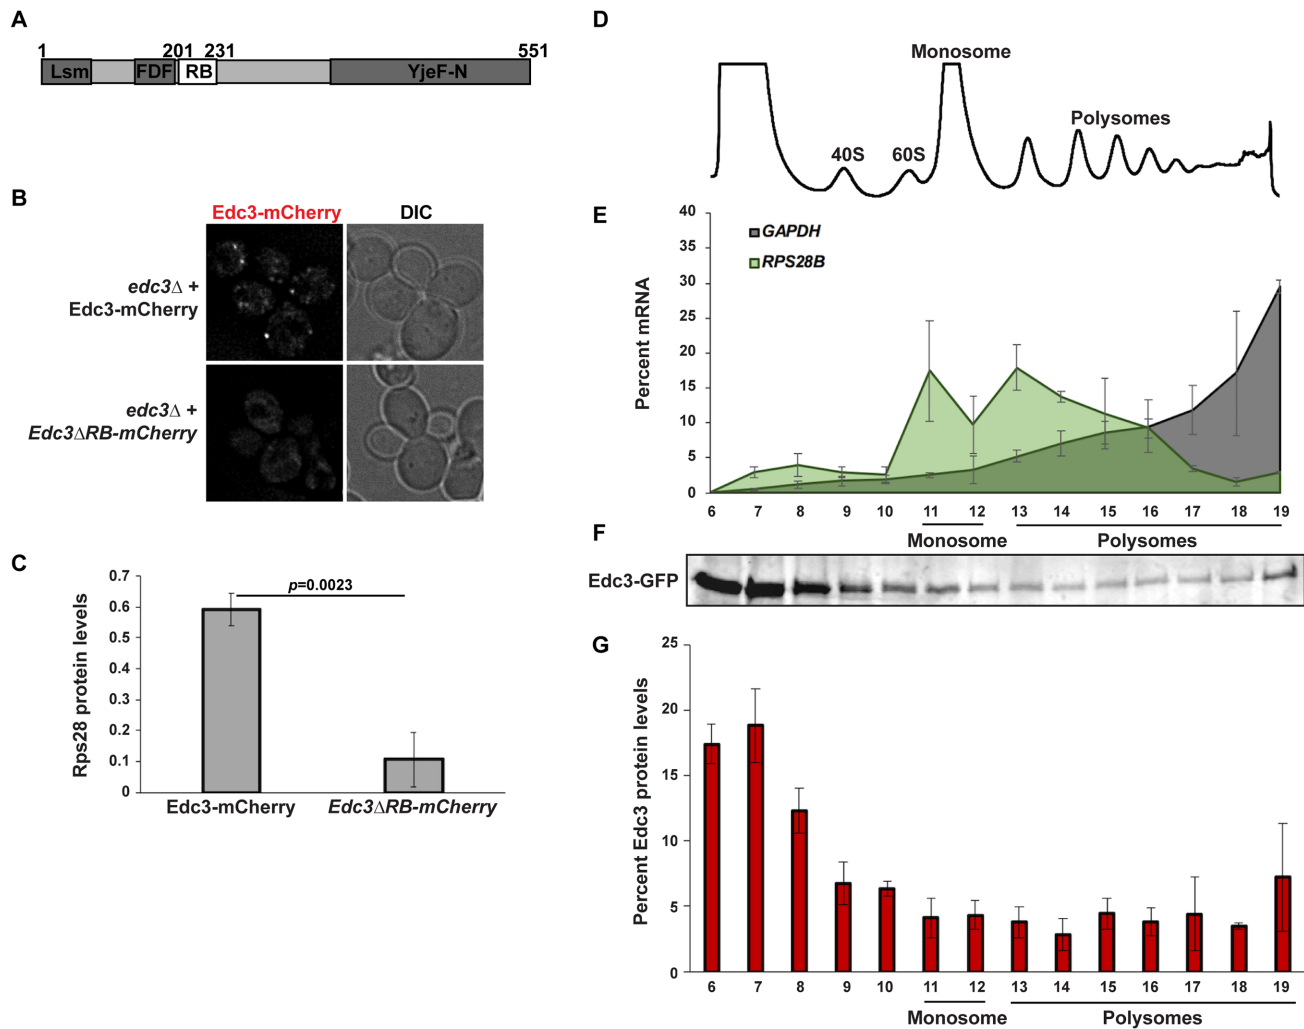 A
1 201 231 551
Lsm FDF RB YjeF-N
B
Edc3-mCherry DIC
edc3Δ +
Edc3-mCherry
edc3Δ +
Edc3ΔRB-mCherry
C
Rps28 protein levels
0.7
0.6
0.5
0.4
0.3
0.2
0.1
0
p=0.0023
Edc3-mCherry Edc3ΔRB-mCherry
D
Monosome
40S 60S
Polysomes
E
Percent mRNA
40
35
30
25
20
15
10
5
0
GAPDH
RPS28B
6 7 8 9 10 11 12 13 14 15 16 17 18 19
Monosome Polysomes
F
Edc3-GFP
G
Percent Edc3 protein levels
25
20
15
10
5
0
6 7 8 9 10 11 12 13 14 15 16 17 18 19
Monosome Polysomes